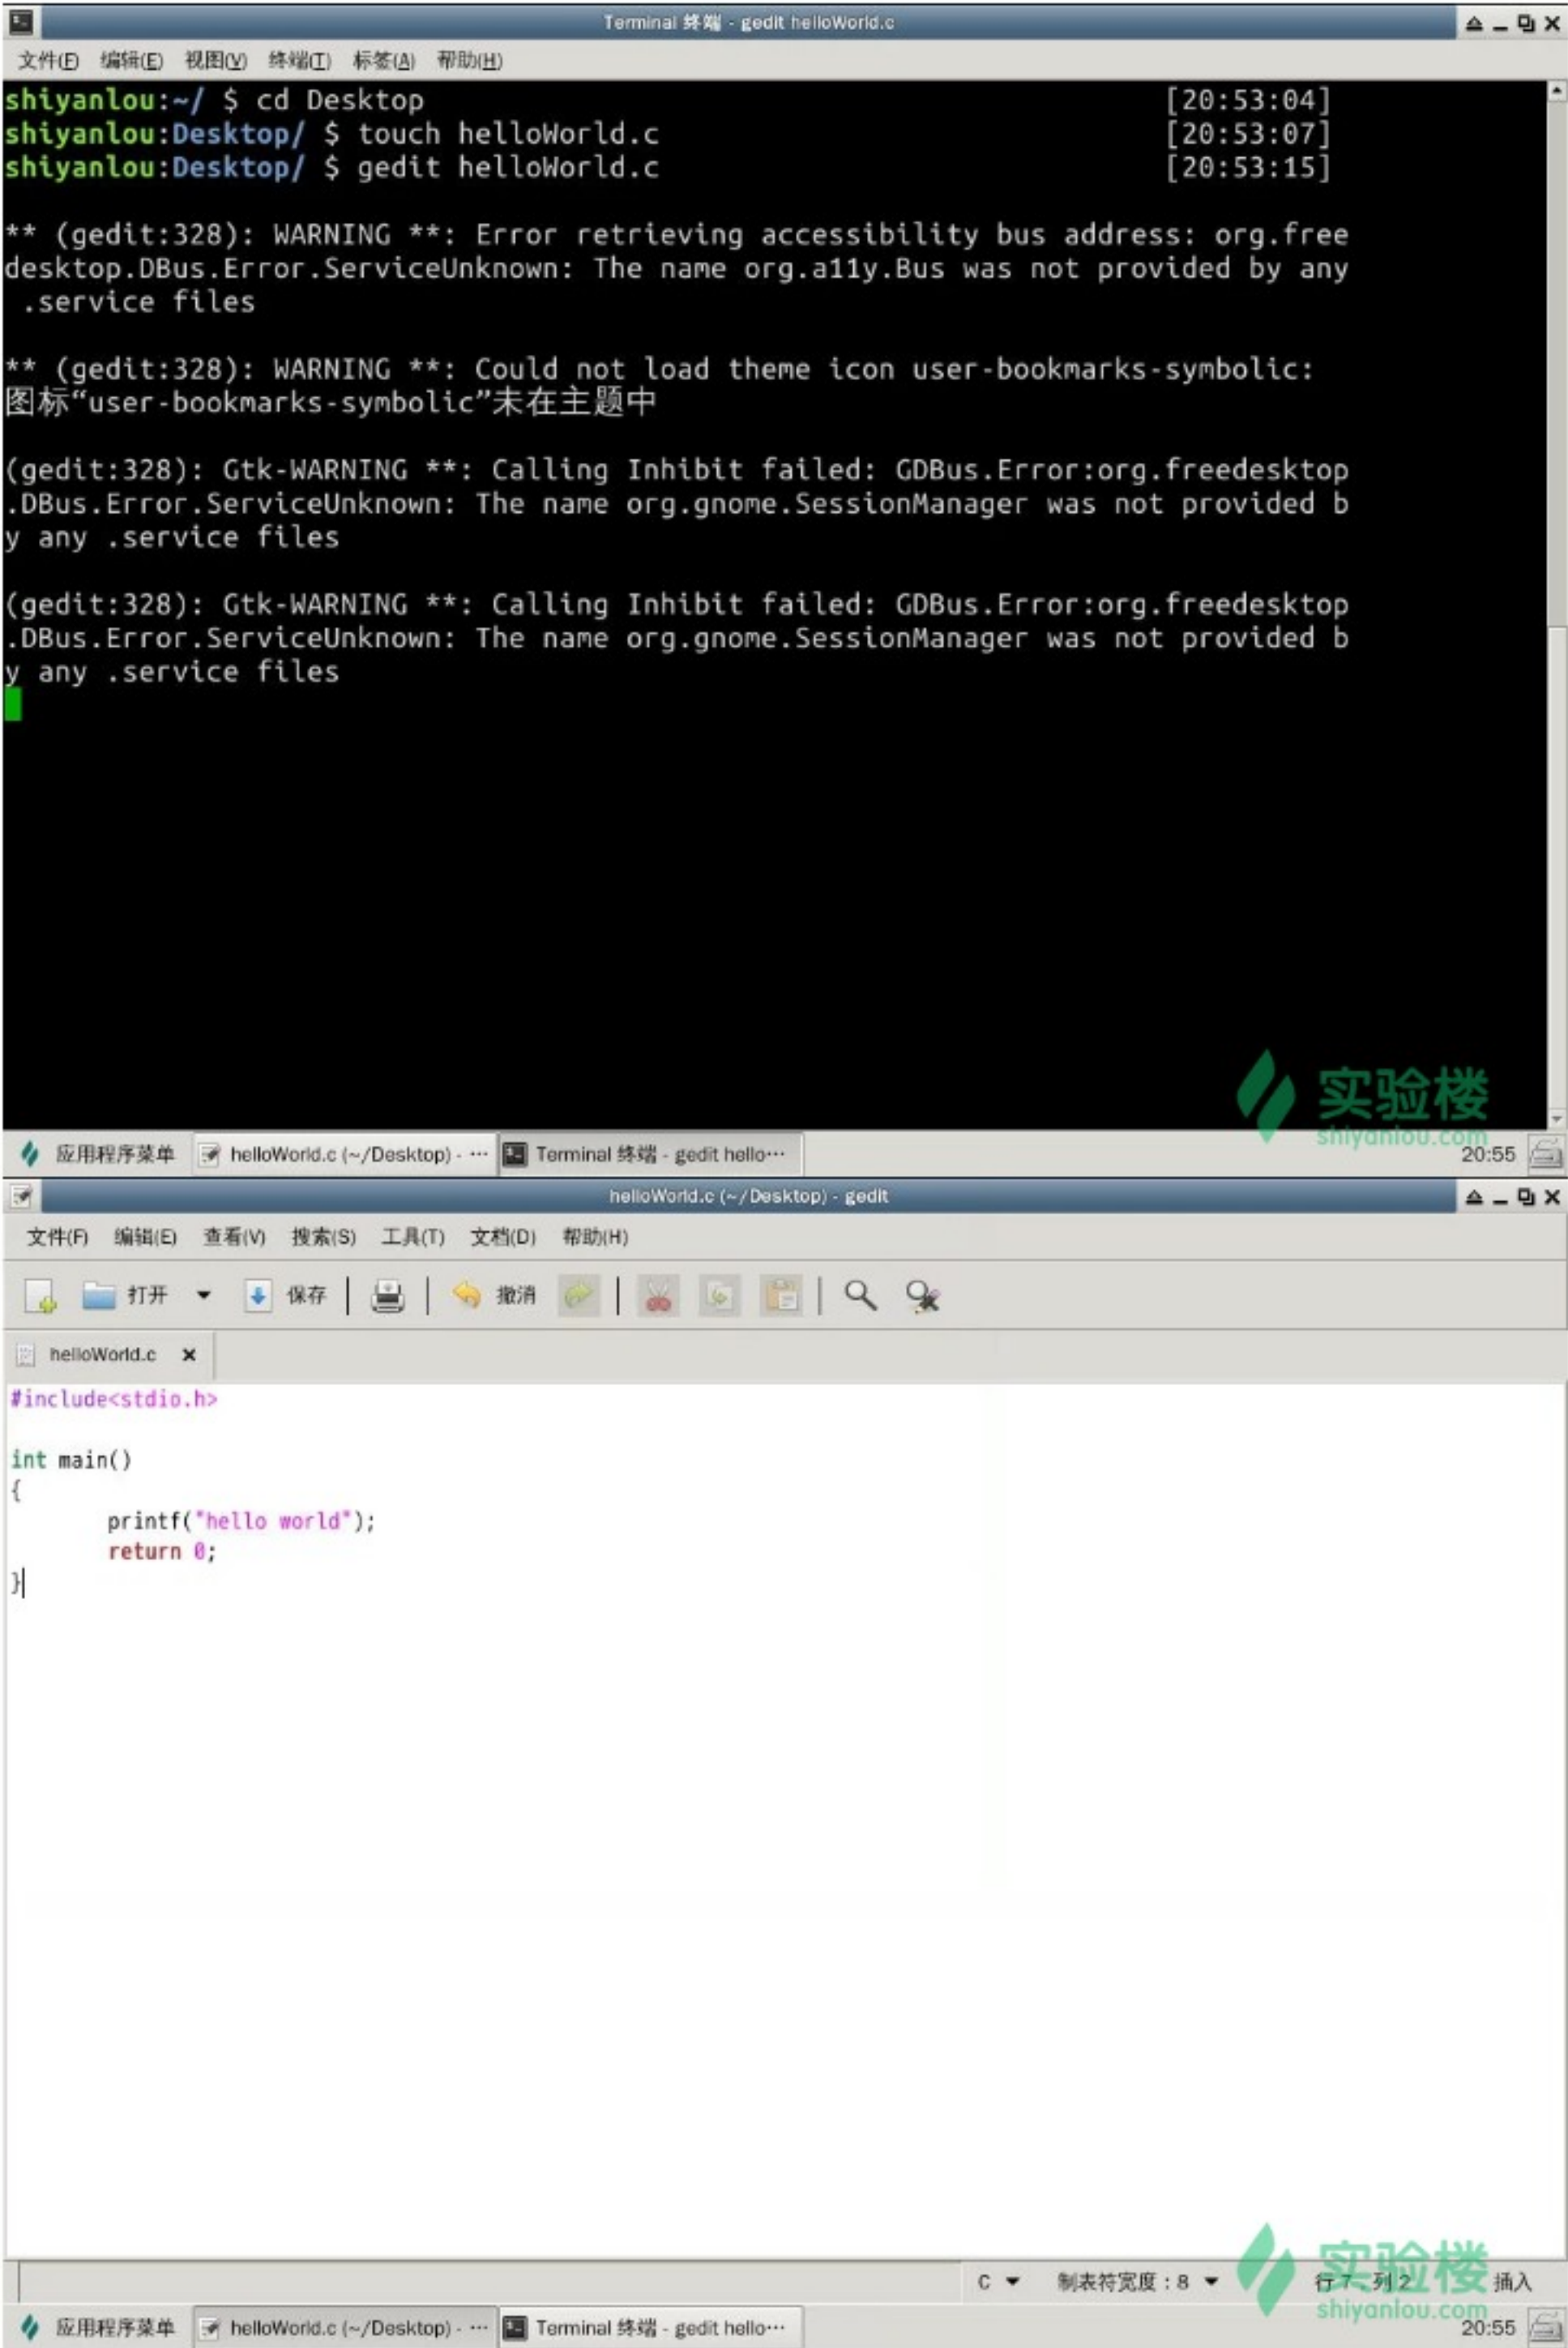 Terminal 终端 - gedit helloWorld.c
文件(F) 编辑(E) 视图(V) 终端(T) 标签(A) 帮助(H)
shiyanlou:~/ $ cd Desktop [20:53:04]
shiyanlou:Desktop/ $ touch helloWorld.c [20:53:07]
shiyanlou:Desktop/ $ gedit helloWorld.c [20:53:15]
** (gedit:328): WARNING **: Error retrieving accessibility bus address: org.free
desktop.DBus.Error.ServiceUnknown: The name org.a11y.Bus was not provided by any
.service files
** (gedit:328): WARNING **: Could not load theme icon user-bookmarks-symbolic:
图标“user-bookmarks-symbolic”未在主题中
(gedit:328): Gtk-WARNING **: Calling Inhibit failed: GDBus.Error:org.freedesktop
.DBus.Error.ServiceUnknown: The name org.gnome.SessionManager was not provided b
y any .service files
(gedit:328): Gtk-WARNING **: Calling Inhibit failed: GDBus.Error:org.freedesktop
.DBus.Error.ServiceUnknown: The name org.gnome.SessionManager was not provided b
y any .service files
实验楼
shiyanlou.com
应用程序菜单 helloWorld.c (~/Desktop) - ... Terminal 终端 - gedit hello... 20:55
helloWorld.c (~/Desktop) - gedit
文件(F) 编辑(E) 查看(V) 搜索(S) 工具(T) 文档(D) 帮助(H)
打开 保存 撤消
helloWorld.c
#include<stdio.h>
int main()
{
printf("hello world");
return 0;
}
实验楼
C 制表符宽度：8 行 7，列 2 插入
shiyanlou.com
应用程序菜单 helloWorld.c (~/Desktop) - ... Terminal 终端 - gedit hello... 20:55